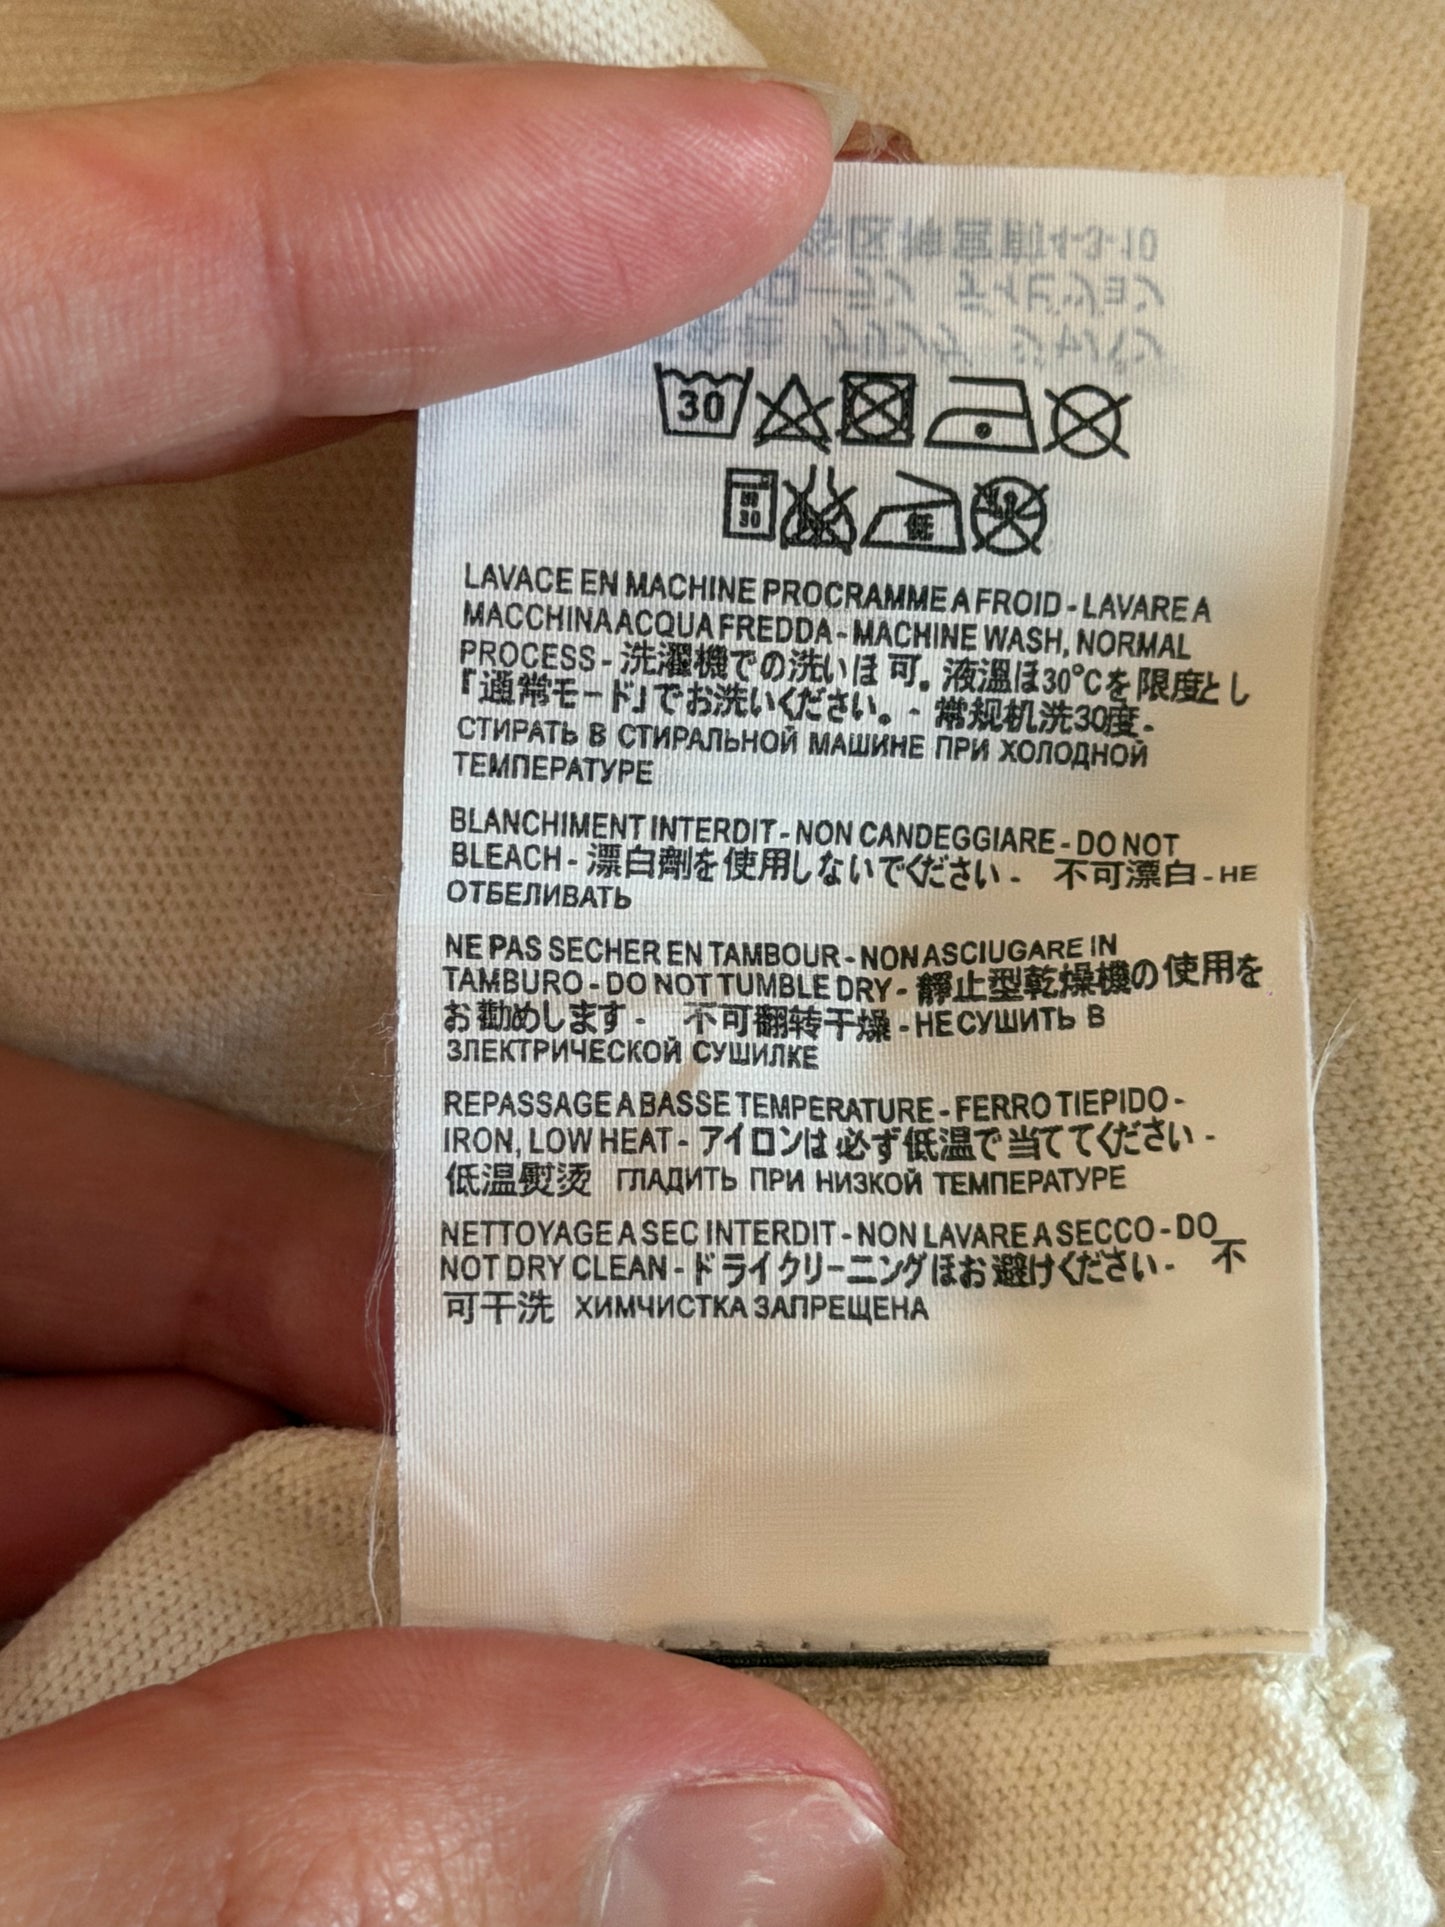 30
低
LAVACE EN MACHINE PROCRAMME A FROID - LAVARE A
MACCHINA ACQUA FREDDA - MACHINE WASH, NORMAL
PROCESS - 洗濯機での洗いほ 可。液温ほ30°Cを 限度とし
「通常モード」でお洗いください。- 常规机洗30度 -
СТИРАТЬ В СТИРАЛЬНОЙ МАШИНЕ ПРИ ХОЛОДНОЙ
ТЕМПЕРАТУРЕ
BLANCHIMENT INTERDIT - NON CANDEGGIARE - DO NOT
BLEACH - 漂白劑を使用しないでください - 不可漂白 - НЕ
ОТБЕЛИВАТЬ
NE PAS SECHER EN TAMBOUR - NON ASCIUGARE IN
TAMBURO - DO NOT TUMBLE DRY - 靜止型乾燥機の使用を
お勸めします - 不可翻转干燥 - НЕ СУШИТЬ В
ЗЛЕКТРИЧЕСКОЙ СУШИЛКЕ
REPASSAGE A BASSE TEMPERATURE - FERRO TIEPIDO -
IRON, LOW HEAT - アイロンは必ず低温で当ててください -
低温熨烫 ГЛАДИТЬ ПРИ НИЗКОЙ ТЕМПЕРАТУРЕ
NETTOYAGE A SEC INTERDIT - NON LAVARE A SECCO - DO
NOT DRY CLEAN - ドライクリーニングほお避けください - 不
可干洗 ХИМЧИСТКА ЗАПРЕЩЕНА